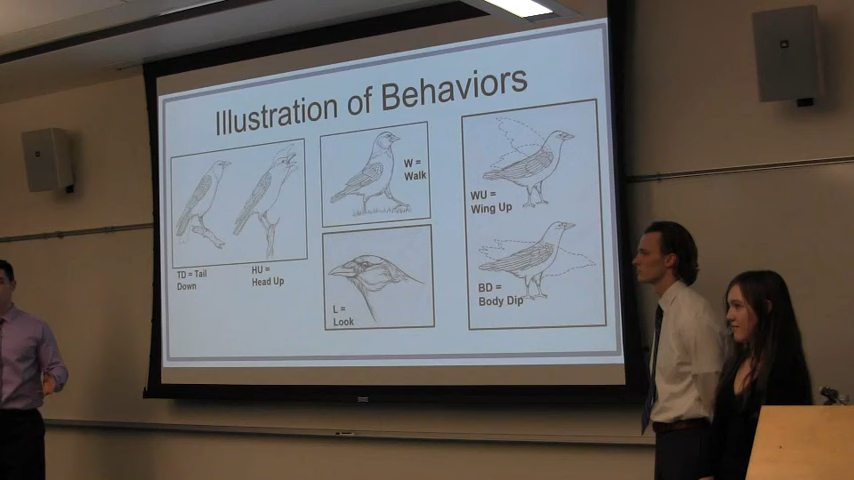 Illustration of Behaviors
TD = Tail
Down
HU =
Head Up
W =
Walk
L =
Look
WU =
Wing Up
BD =
Body Dip